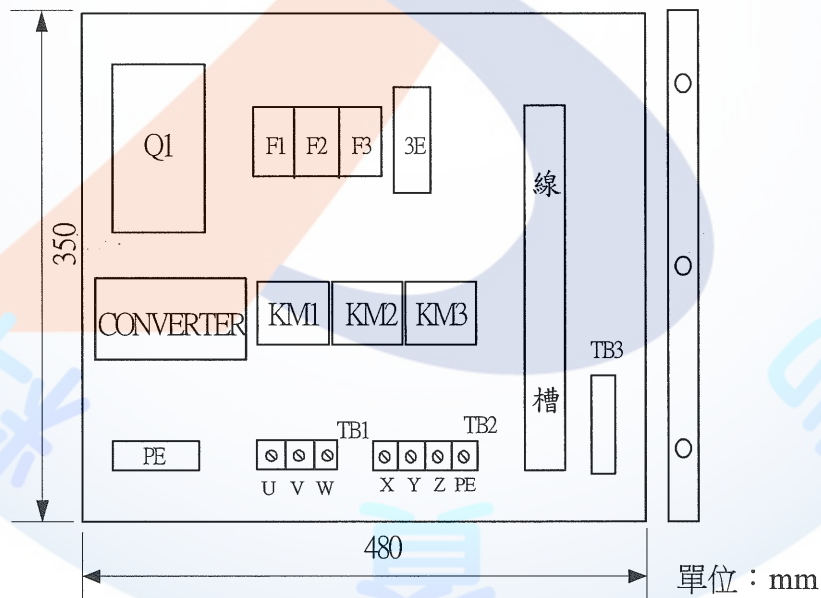 Q1
F1 F2 F3 3E
線
槽
350
CONVERTER KM1 KM2 KM3
TB3
PE
TB1
U V W
TB2
X Y Z PE
480
單位：mm